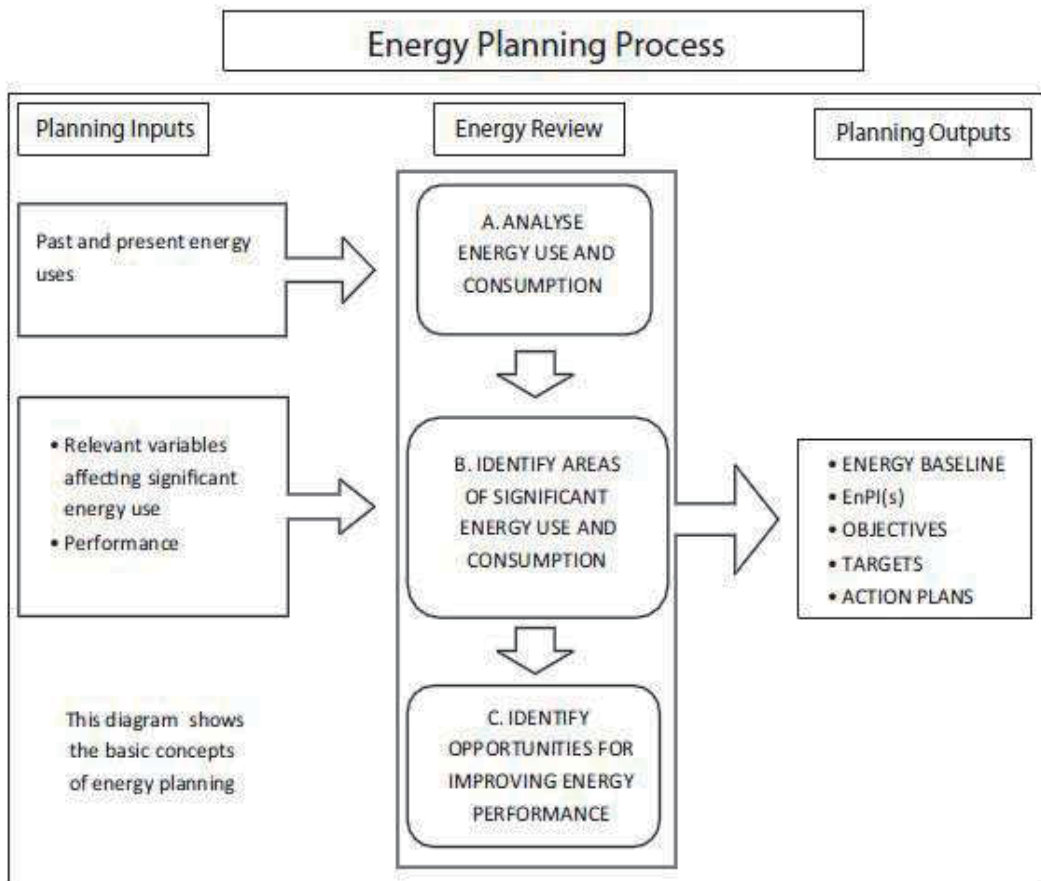 Energy Planning Process
Planning Inputs
Energy Review
Planning Outputs
Past and present energy
uses
A. ANALYSE
ENERGY USE AND
CONSUMPTION
• Relevant variables
affecting significant
energy use
• Performance
B. IDENTIFY AREAS
OF SIGNIFICANT
ENERGY USE AND
CONSUMPTION
• ENERGY BASELINE
• EnPI(s)
• OBJECTIVES
• TARGETS
• ACTION PLANS
This diagram shows
the basic concepts
of energy planning
C. IDENTIFY
OPPORTUNITIES FOR
IMPROVING ENERGY
PERFORMANCE